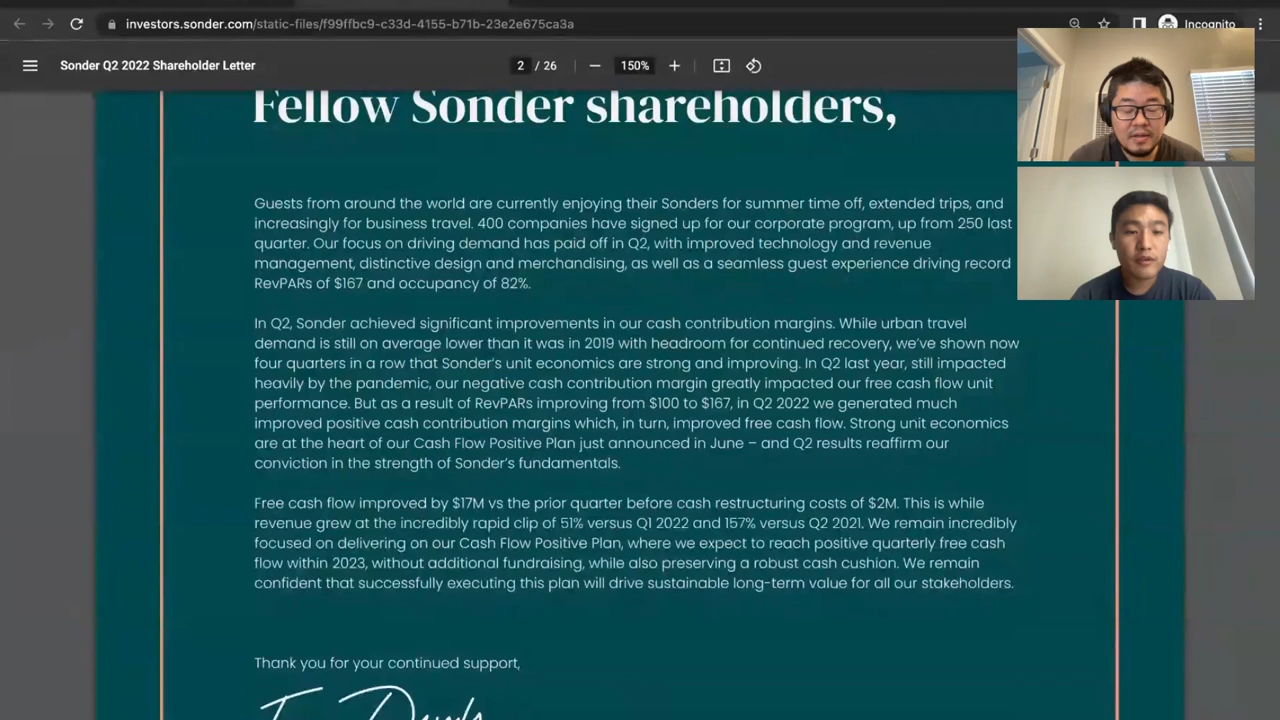 investors.sonder.com/static-files/f99ffbc9-c33d-4155-b71b-23e2e675ca3a
Incognito
Sonder Q2 2022 Shareholder Letter
2 / 26
150%
Fellow Sonder shareholders,
Guests from around the world are currently enjoying their Sonders for summer time off, extended trips, and
increasingly for business travel. 400 companies have signed up for our corporate program, up from 250 last
quarter. Our focus on driving demand has paid off in Q2, with improved technology and revenue
management, distinctive design and merchandising, as well as a seamless guest experience driving record
RevPARs of $167 and occupancy of 82%.
In Q2, Sonder achieved significant improvements in our cash contribution margins. While urban travel
demand is still on average lower than it was in 2019 with headroom for continued recovery, we've shown now
four quarters in a row that Sonder's unit economics are strong and improving. In Q2 last year, still impacted
heavily by the pandemic, our negative cash contribution margin greatly impacted our free cash flow unit
performance. But as a result of RevPARs improving from $100 to $167, in Q2 2022 we generated much
improved positive cash contribution margins which, in turn, improved free cash flow. Strong unit economics
are at the heart of our Cash Flow Positive Plan just announced in June – and Q2 results reaffirm our
conviction in the strength of Sonder's fundamentals.
Free cash flow improved by $17M vs the prior quarter before cash restructuring costs of $2M. This is while
revenue grew at the incredibly rapid clip of 51% versus Q1 2022 and 157% versus Q2 2021. We remain incredibly
focused on delivering on our Cash Flow Positive Plan, where we expect to reach positive quarterly free cash
flow within 2023, without additional fundraising, while also preserving a robust cash cushion. We remain
confident that successfully executing this plan will drive sustainable long-term value for all our stakeholders.
Thank you for your continued support,